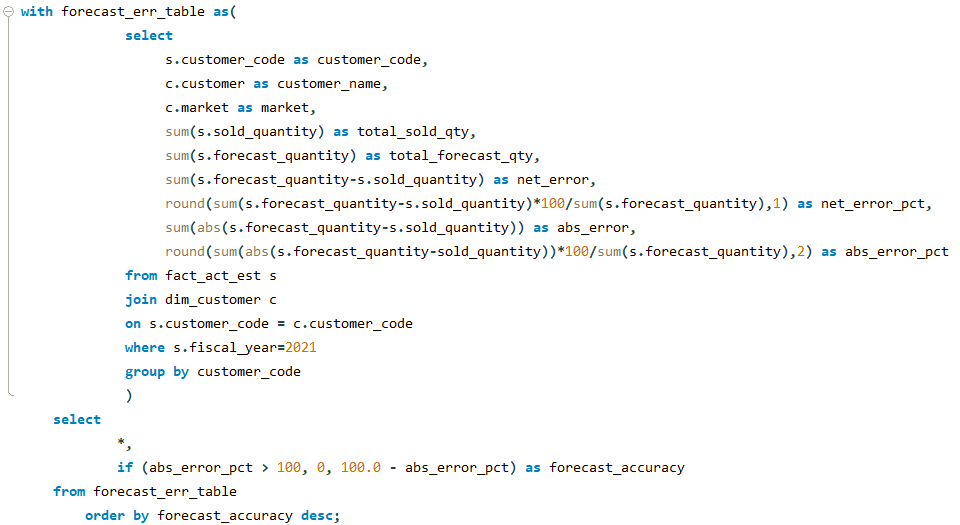 with forecast_err_table as(
select
s.customer_code as customer_code,
c.customer as customer_name,
c.market as market,
sum(s.sold_quantity) as total_sold_qty,
sum(s.forecast_quantity) as total_forecast_qty,
sum(s.forecast_quantity-s.sold_quantity) as net_error,
round(sum(s.forecast_quantity-s.sold_quantity)*100/sum(s.forecast_quantity),1) as net_error_pct,
sum(abs(s.forecast_quantity-s.sold_quantity)) as abs_error,
round(sum(abs(s.forecast_quantity-sold_quantity))*100/sum(s.forecast_quantity),2) as abs_error_pct
from fact_act_est s
join dim_customer c
on s.customer_code = c.customer_code
where s.fiscal_year=2021
group by customer_code
)
select
*,
if (abs_error_pct > 100, 0, 100.0 - abs_error_pct) as forecast_accuracy
from forecast_err_table
order by forecast_accuracy desc;